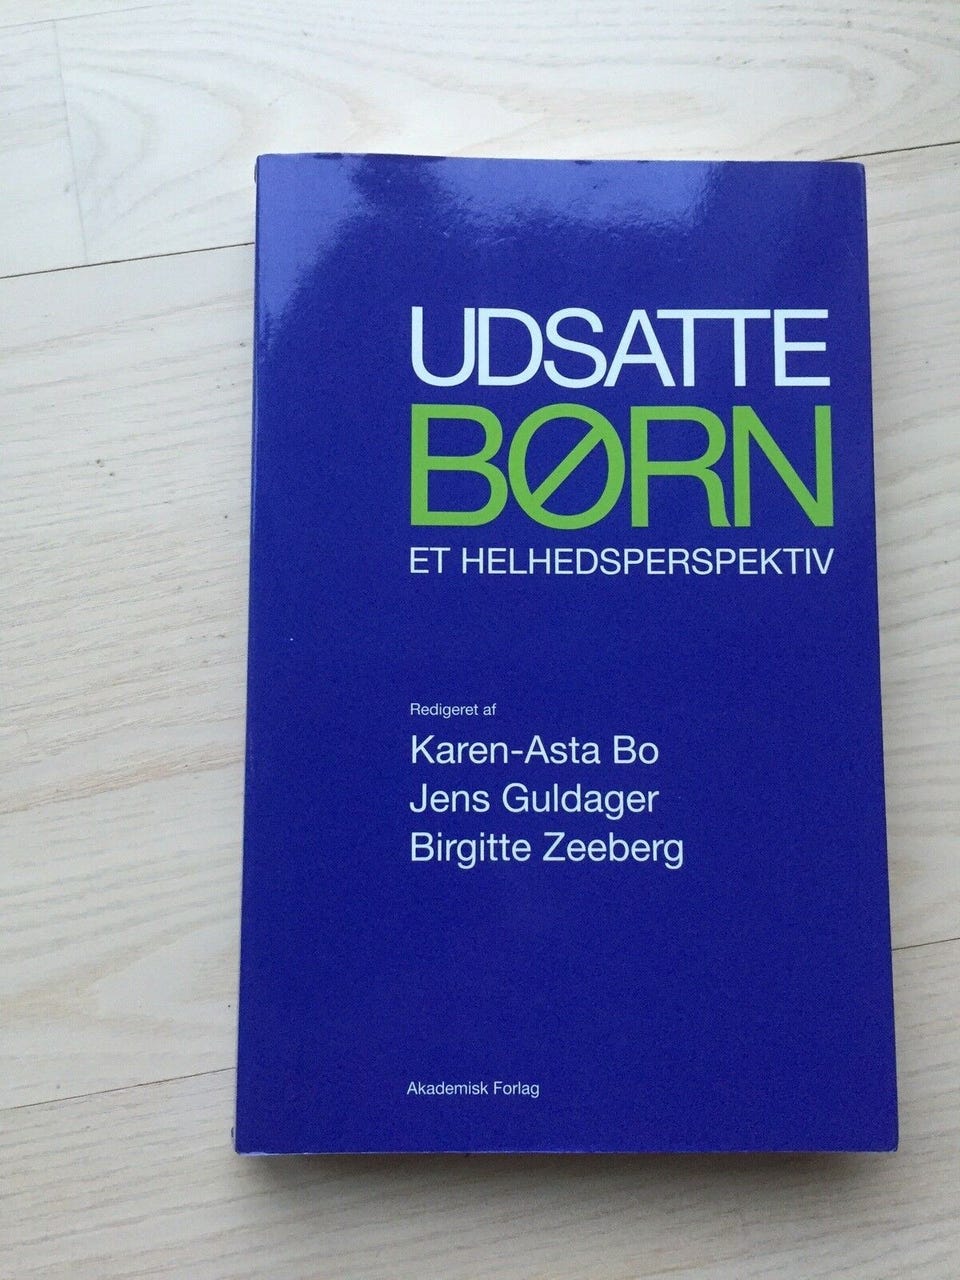 UDSATTE
BØRN
ET HELHEDSPERSPEKTIV
Redigeret af
Karen-Asta Bo
Jens Guldager
Birgitte Zeeberg
Akademisk Forlag